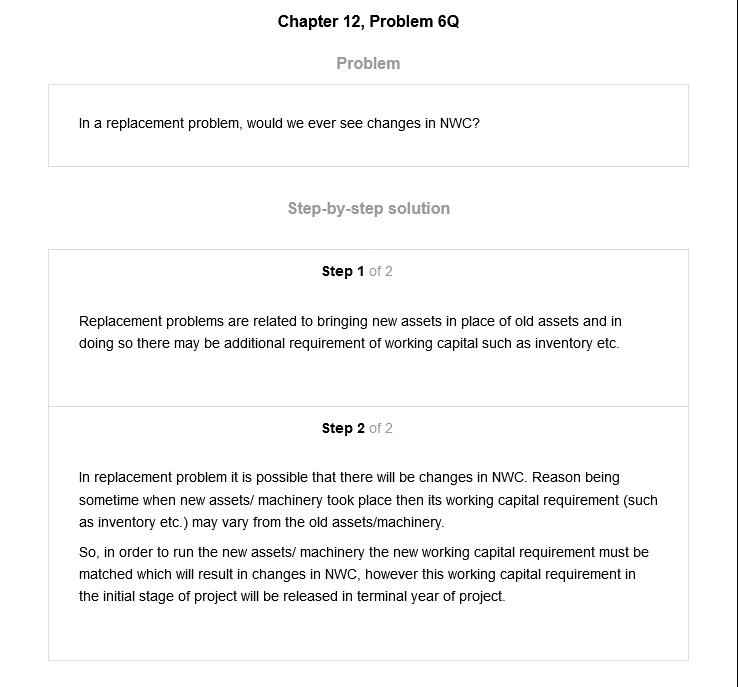 Chapter 12, Problem 6Q
Problem
In a replacement problem, would we ever see changes in NWC?
Step-by-step solution
Step 1 of 2
Replacement problems are related to bringing new assets in place of old assets and in
doing so there may be additional requirement of working capital such as inventory etc.
Step 2 of 2
In replacement problem it is possible that there will be changes in NWC. Reason being
sometime when new assets/ machinery took place then its working capital requirement (such
as inventory etc.) may vary from the old assets/machinery.
So, in order to run the new assets/ machinery the new working capital requirement must be
matched which will result in changes in NWC, however this working capital requirement in
the initial stage of project will be released in terminal year of project.